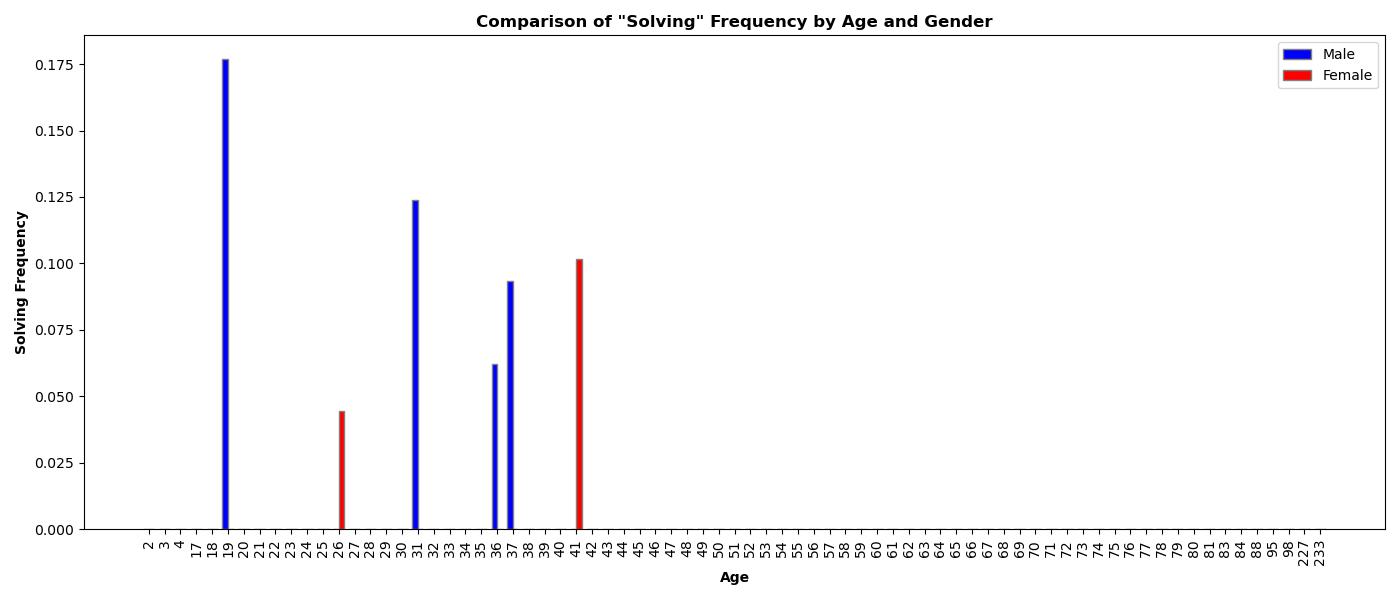 Comparison of "Solving" Frequency by Age and Gender
Male
Female
0.175
0.150
0.125
0.100
0.075
0.050
0.025
0.000
Solving Frequency
2 3 4 17 18 19 20 21 22 23 24 25 26 27 28 29 30 31 32 33 34 35 36 37 38 39 40 41 42 43 44 45 46 47 48 49 50 51 52 53 54 55 56 57 58 59 60 61 62 63 64 65 66 67 68 69 70 71 72 73 74 75 76 77 78 79 80 81 83 84 88 95 98 227 233
Age